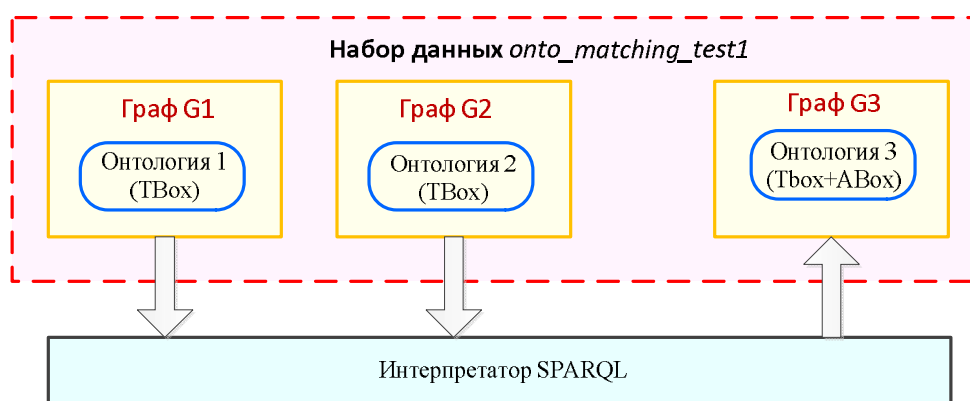 Набор данных onto_matching_test1
Граф G1
Онтология 1
(TBox)
Граф G2
Онтология 2
(TBox)
Граф G3
Онтология 3
(Tbox+ABox)
Интерпретатор SPARQL